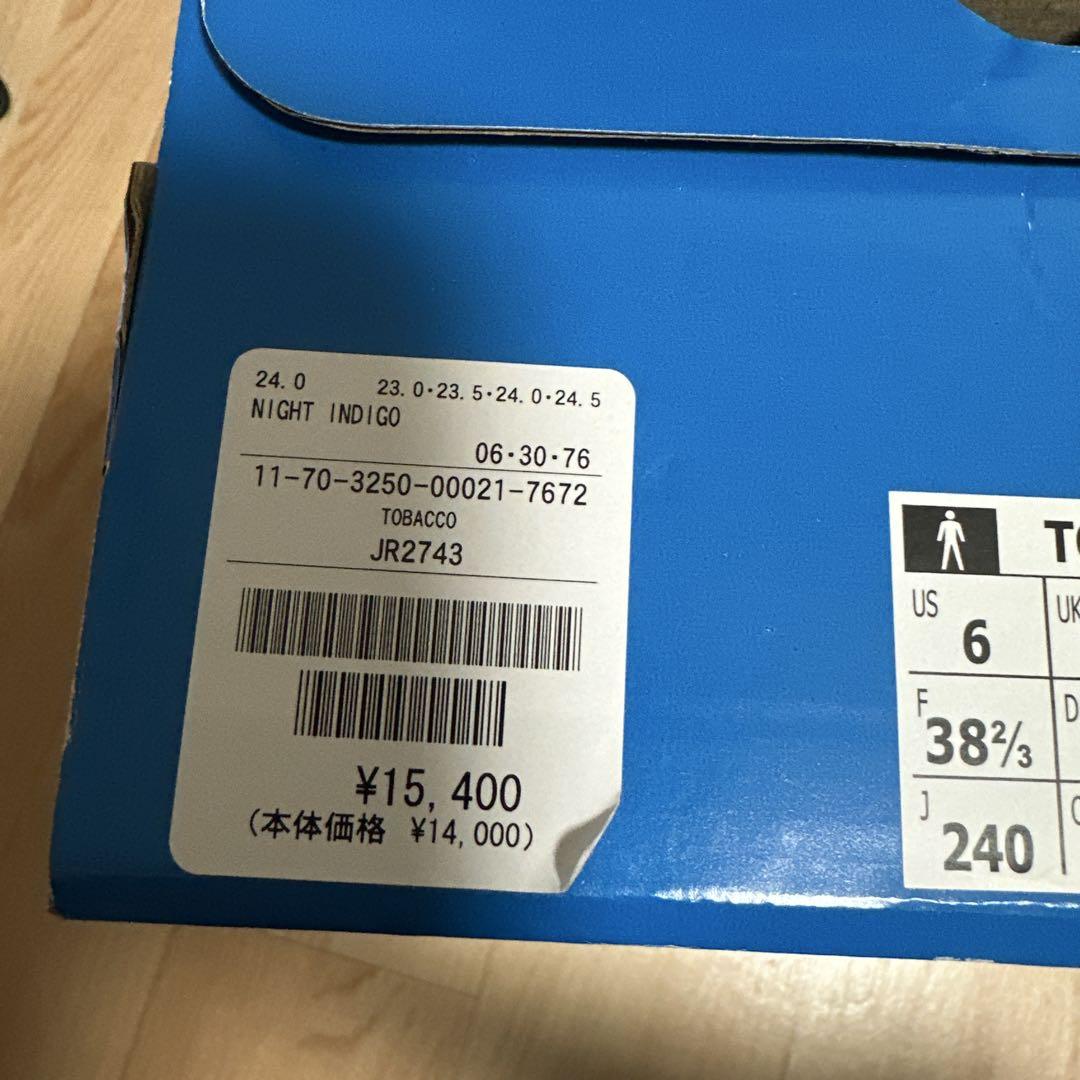 24.0 23.0・23.5・24.0・24.5
NIGHT INDIGO
06・30・76
11-70-3250-00021-7672
TOBACCO
JR2743
¥15,400
(本体価格 ¥14,000)
US
6
UK
F
38⅔
D
J
240